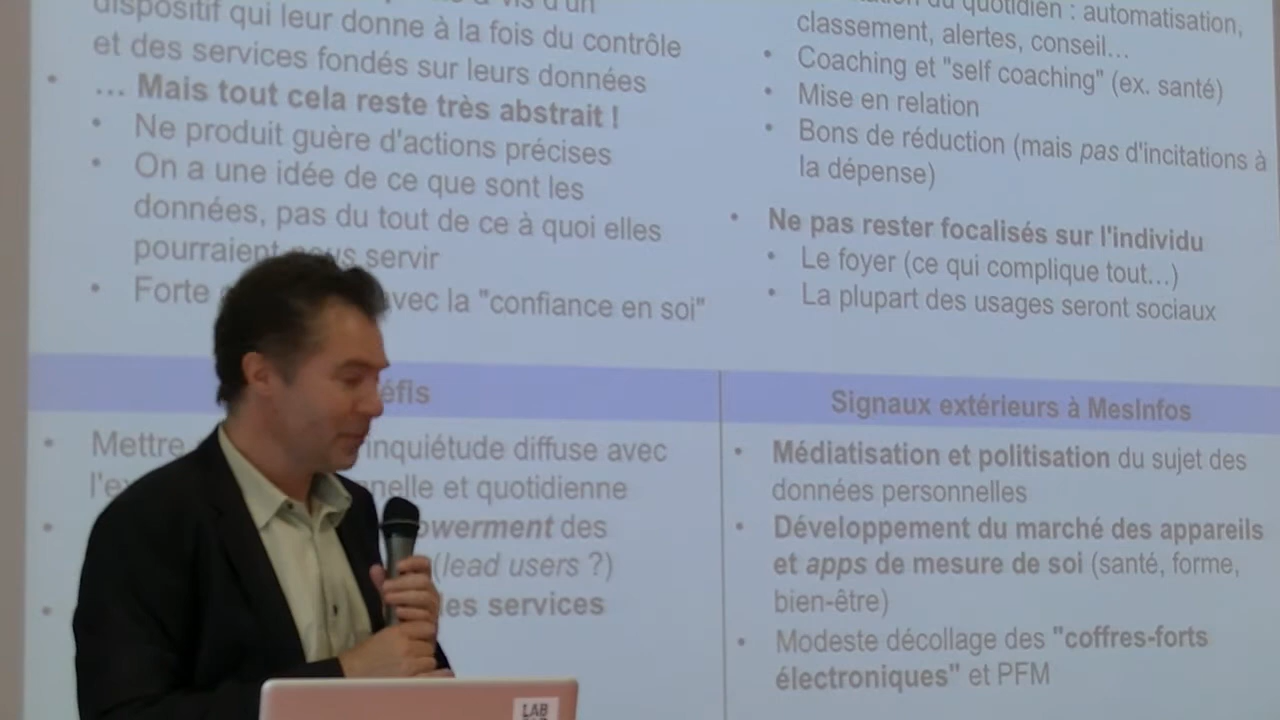 dispositif qui leur donne à la fois du contrôle
et des services fondés sur leurs données
• … Mais tout cela reste très abstrait !
• Ne produit guère d'actions précises
• On a une idée de ce que sont les
données, pas du tout de ce à quoi elles
pourraient nous servir
• Forte avec la "confiance en soi"
du quotidien : automatisation,
classement, alertes, conseil…
• Coaching et "self coaching" (ex. santé)
• Mise en relation
• Bons de réduction (mais pas d'incitations à
la dépense)
• Ne pas rester focalisés sur l'individu
• Le foyer (ce qui complique tout…)
• La plupart des usages seront sociaux
éfis
• Mettre inquiétude diffuse avec
nelle et quotidienne
• owerment des
(lead users ?)
• les services
Signaux extérieurs à MesInfos
• Médiatisation et politisation du sujet des
données personnelles
• Développement du marché des appareils
et apps de mesure de soi (santé, forme,
bien-être)
• Modeste décollage des "coffres-forts
électroniques" et PFM
LAB